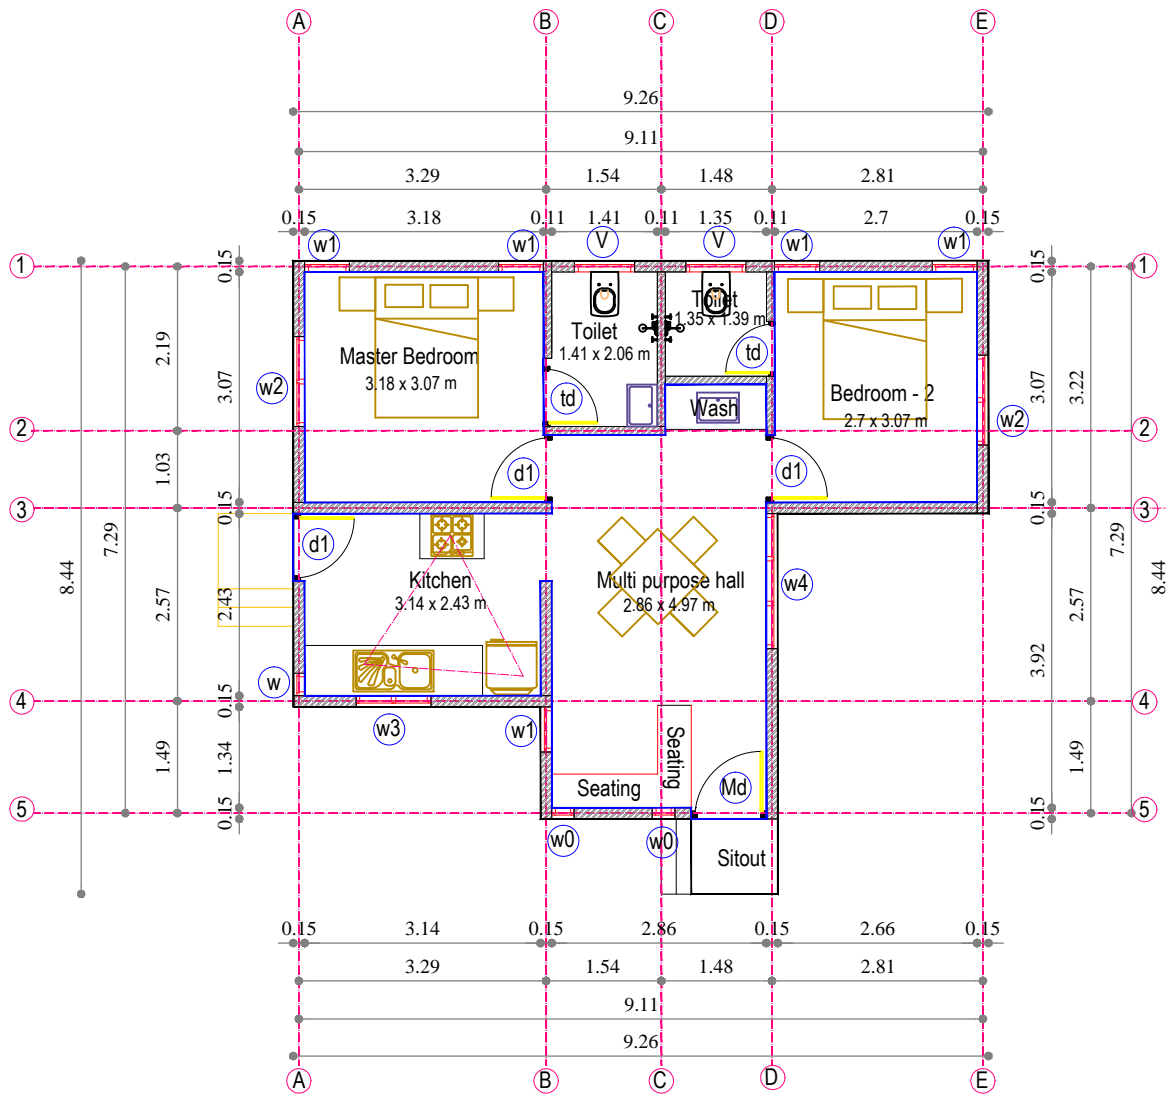 A B C D E
9.26
9.11
3.29 1.54 1.48 2.81
0.15 3.18 0.11 1.41 0.11 1.35 0.11 2.7 0.15
w1 w1 V V w1 w1
1 0.15 0.15 1
Toilet
1.35 x 1.39 m
Toilet
1.41 x 2.06 m
Master Bedroom
3.18 x 3.07 m
2.19 3.07 w2 td td 3.07 3.22
Bedroom - 2
2.7 x 3.07 m
Wash
w2
2 2
1.03 d1 d1
3 0.15 0.15 3
d1
7.29 7.29
8.44 8.44
Kitchen
3.14 x 2.43 m
Multi purpose hall
2.86 x 4.97 m
w4
2.57 2.43 2.57
3.92
w
4 0.15 4
w3 w1
1.49 1.34 1.49
Seating
Seating
Md
5 0.15 0.15 5
w0 w0
Sitout
0.15 3.14 0.15 2.86 0.15 2.66 0.15
3.29 1.54 1.48 2.81
9.11
9.26
A B C D E